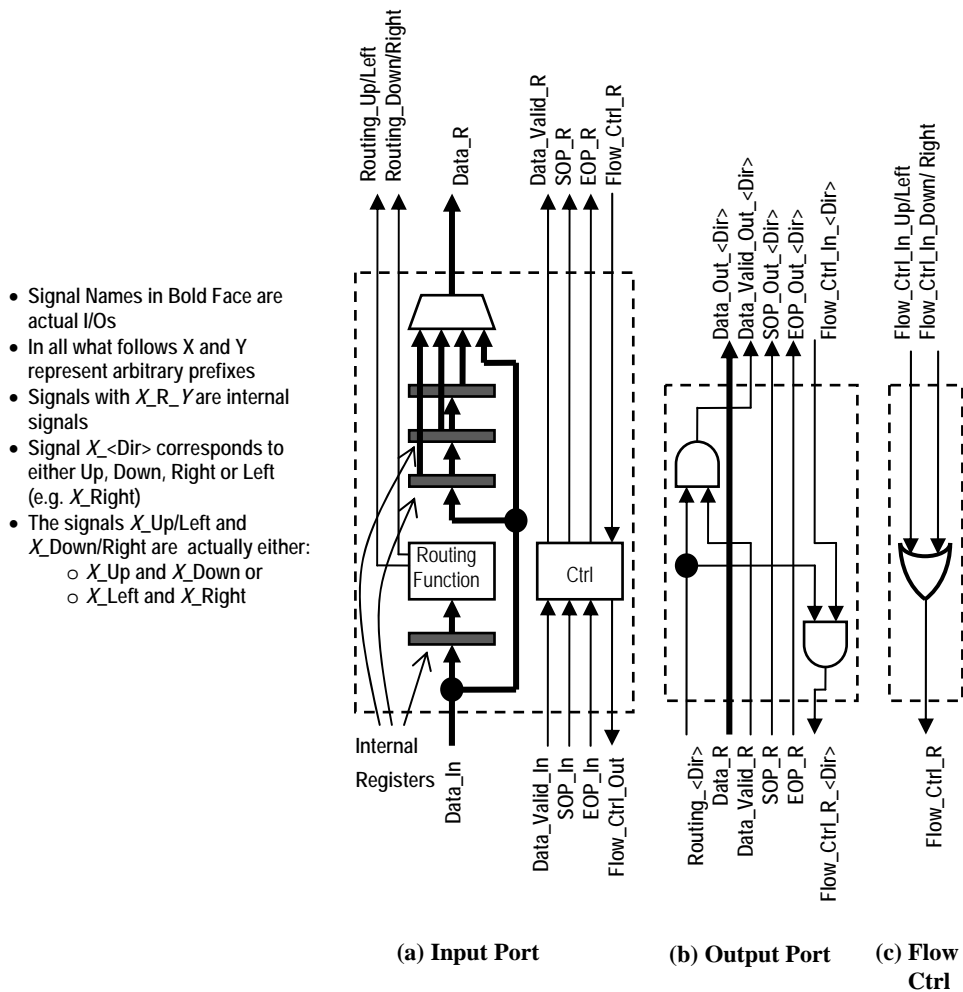 Routing_Up/Left
Routing_Down/Right
Data_R
Data_Valid_R
SOP_R
EOP_R
Flow_Ctrl_R
Data_Out_<Dir>
Data_Valid_Out_<Dir>
SOP_Out_<Dir>
EOP_Out_<Dir>
Flow_Ctrl_In_<Dir>
Flow_Ctrl_In_Up/Left
Flow_Ctrl_In_Down/ Right
• Signal Names in Bold Face are
actual I/Os
• In all what follows X and Y
represent arbitrary prefixes
• Signals with X_R_Y are internal
signals
• Signal X_<Dir> corresponds to
either Up, Down, Right or Left
(e.g. X_Right)
• The signals X_Up/Left and
X_Down/Right are actually either:
o X_Up and X_Down or
o X_Left and X_Right
Routing
Function
Ctrl
Internal
Registers
Data_In
Data_Valid_In
SOP_In
EOP_In
Flow_Ctrl_Out
Routing_<Dir>
Data_R
Data_Valid_R
SOP_R
EOP_R
Flow_Ctrl_R_<Dir>
Flow_Ctrl_R
(a) Input Port
(b) Output Port
(c) Flow
Ctrl